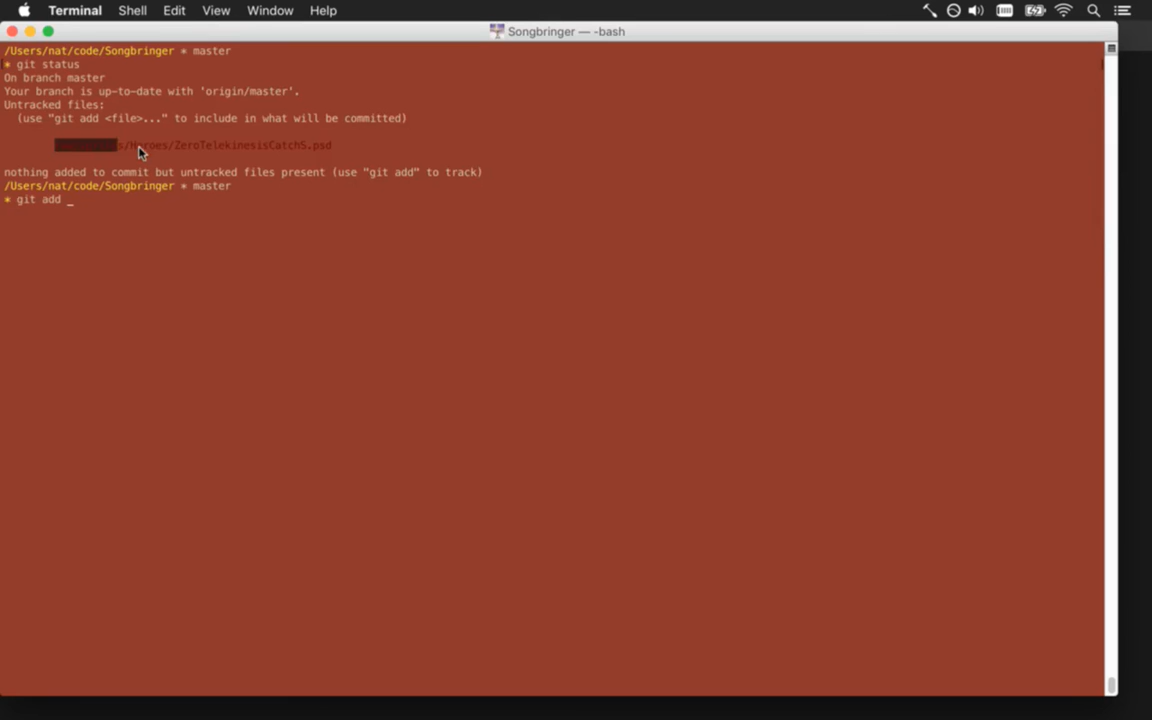 Terminal Shell Edit View Window Help
Songbringer — -bash
/Users/nat/code/Songbringer * master
* git status
On branch master
Your branch is up-to-date with 'origin/master'.
Untracked files:
(use "git add <file>..." to include in what will be committed)
s/Heroes/ZeroTelekinesisCatchS.psd
nothing added to commit but untracked files present (use "git add" to track)
/Users/nat/code/Songbringer * master
* git add _